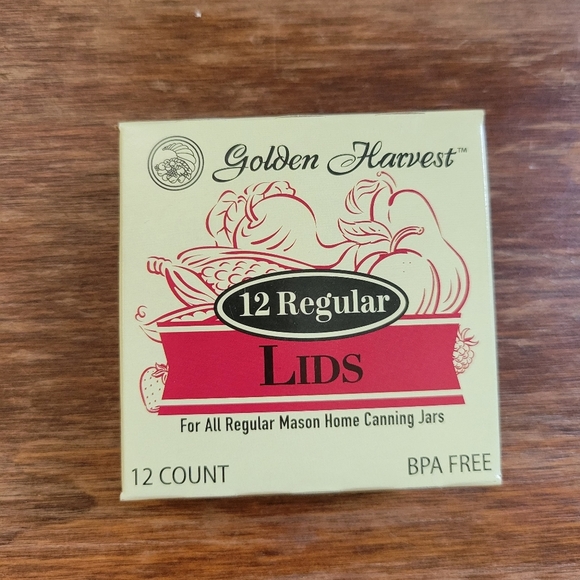 Golden Harvest™
12 Regular
LIDS
For All Regular Mason Home Canning Jars
12 COUNT
BPA FREE